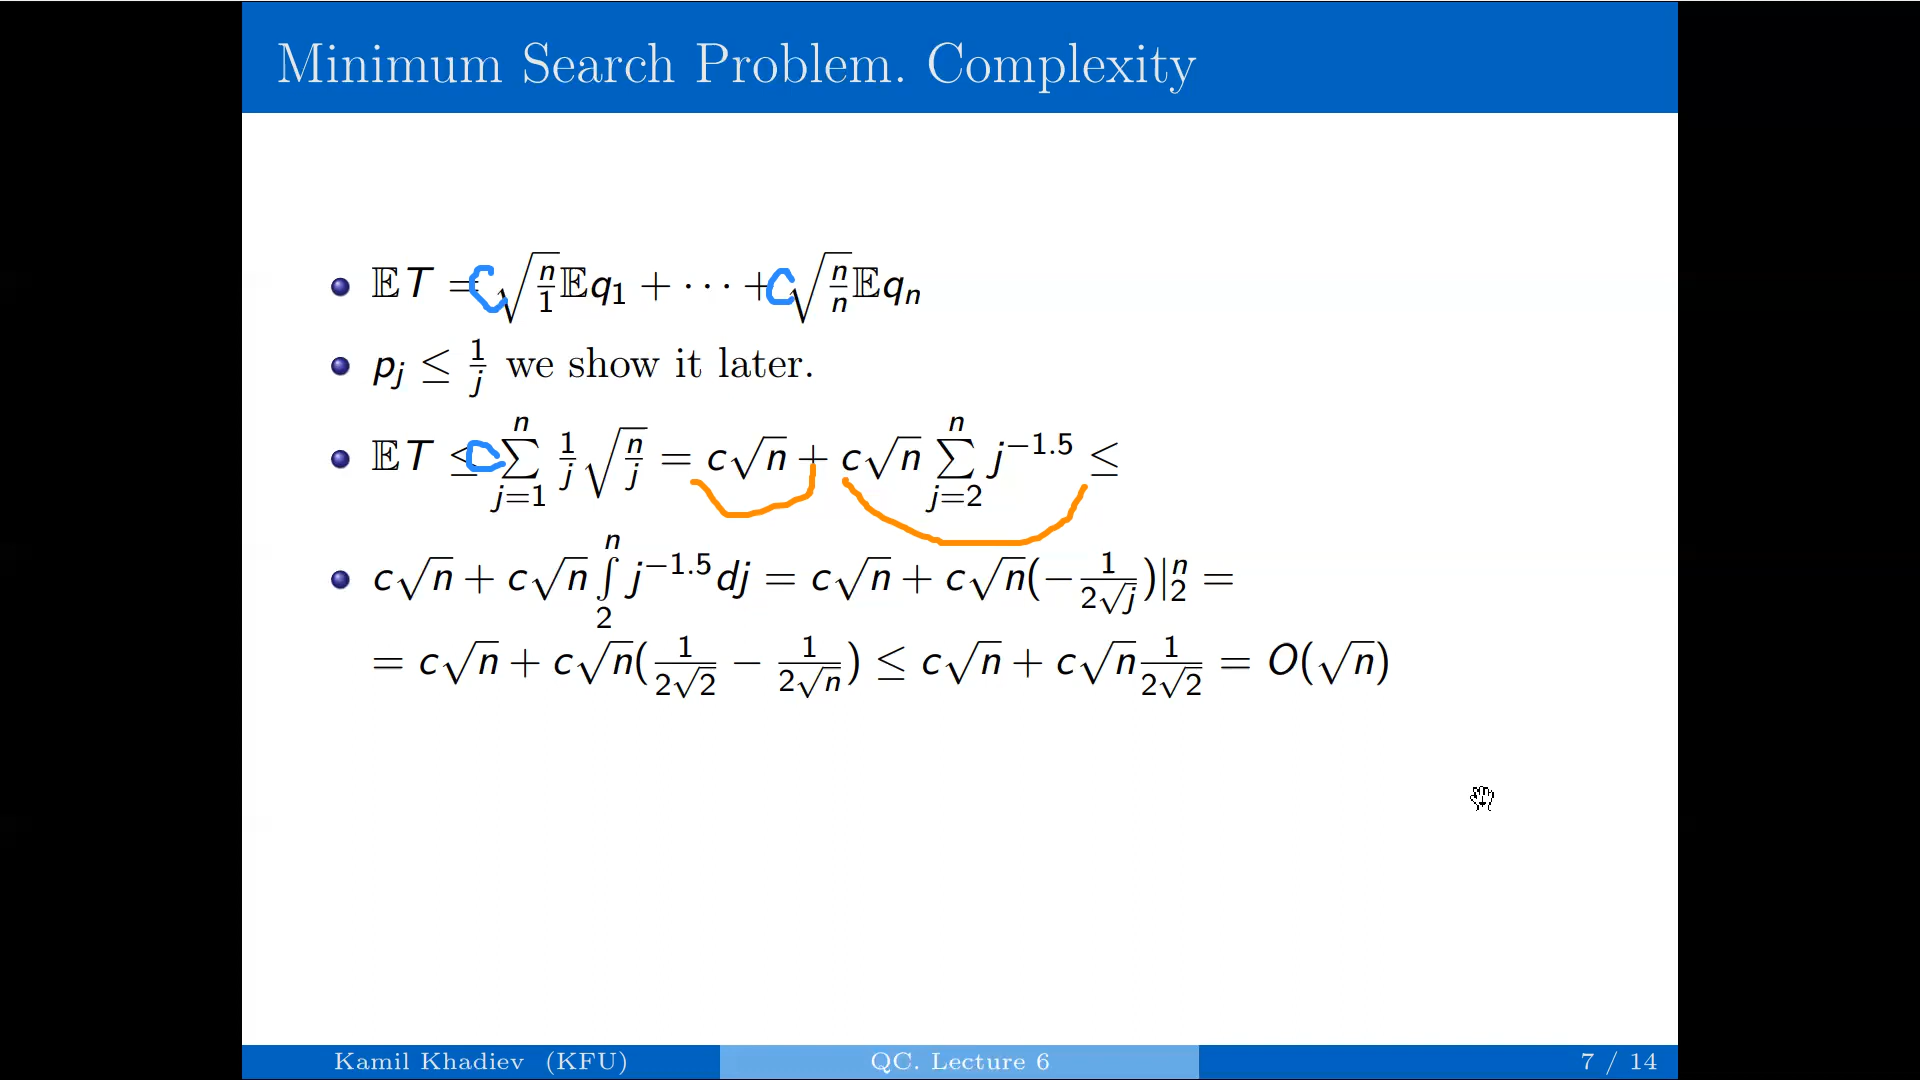 Minimum Search Problem. Complexity
𝔼T = c√(n/1) 𝔼q₁ + ··· + c√(n/n) 𝔼qₙ
pⱼ ≤ 1/j we show it later.
𝔼T ≤ c ∑_{j=1}^{n} 1/j √(n/j) = c√n + c√n ∑_{j=2}^{n} j^{−1.5} ≤
c√n + c√n ∫_{2}^{n} j^{−1.5} dj = c√n + c√n(−1/(2√j))|_{2}^{n} =
= c√n + c√n(1/(2√2) − 1/(2√n)) ≤ c√n + c√n 1/(2√2) = O(√n)
Kamil Khadiev (KFU) QC. Lecture 6 7 / 14